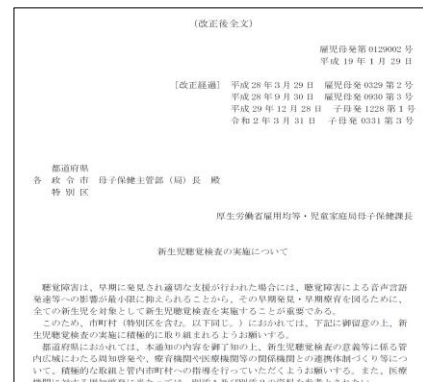 (改正後全文)
雇児母発第0129002号
平成19年1月29日
[改正経過] 平成28年3月29日 雇児母発0329第2号
平成28年9月30日 雇児母発0930第3号
平成29年12月28日 子母発1228第1号
令和2年3月31日 子母発0331第3号
都道府県
各 政令市 母子保健主管部(局)長 殿
特別区
厚生労働省雇用均等・児童家庭局母子保健課長
新生児聴覚検査の実施について
聴覚障害は、早期に発見され適切な支援が行われた場合には、聴覚障害による音声言語
発達等への影響が最小限に抑えられることから、その早期発見・早期療育を図るために、
全ての新生児を対象として新生児聴覚検査を実施することが重要である。
このため、市町村(特別区を含む。以下同じ。)においては、下記に御留意の上、新
生児聴覚検査の実施に積極的に取り組まれるようお願いする。
都道府県におかれては、本通知の内容を御了知の上、新生児聴覚検査の意義等に係る管
内広域にわたる周知啓発や、療育機関や医療機関等の関係機関との連携体制づくり等につ
いて、積極的な取組と管内市町村への指導を行っていただくようお願いする。また、医療